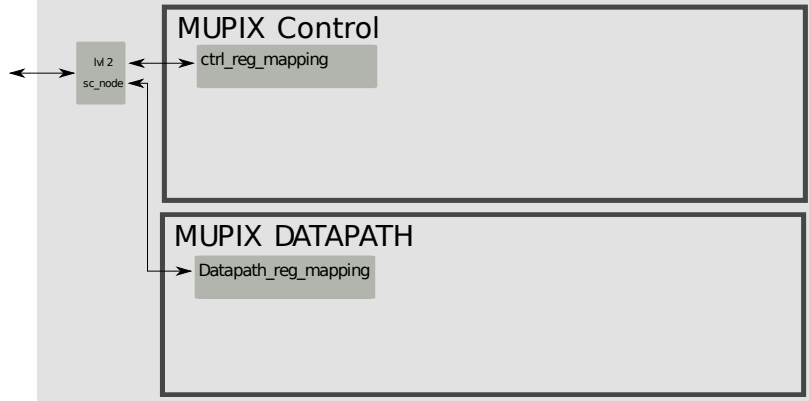 MUPIX Control
lvl 2
sc_node
ctrl_reg_mapping
MUPIX DATAPATH
Datapath_reg_mapping